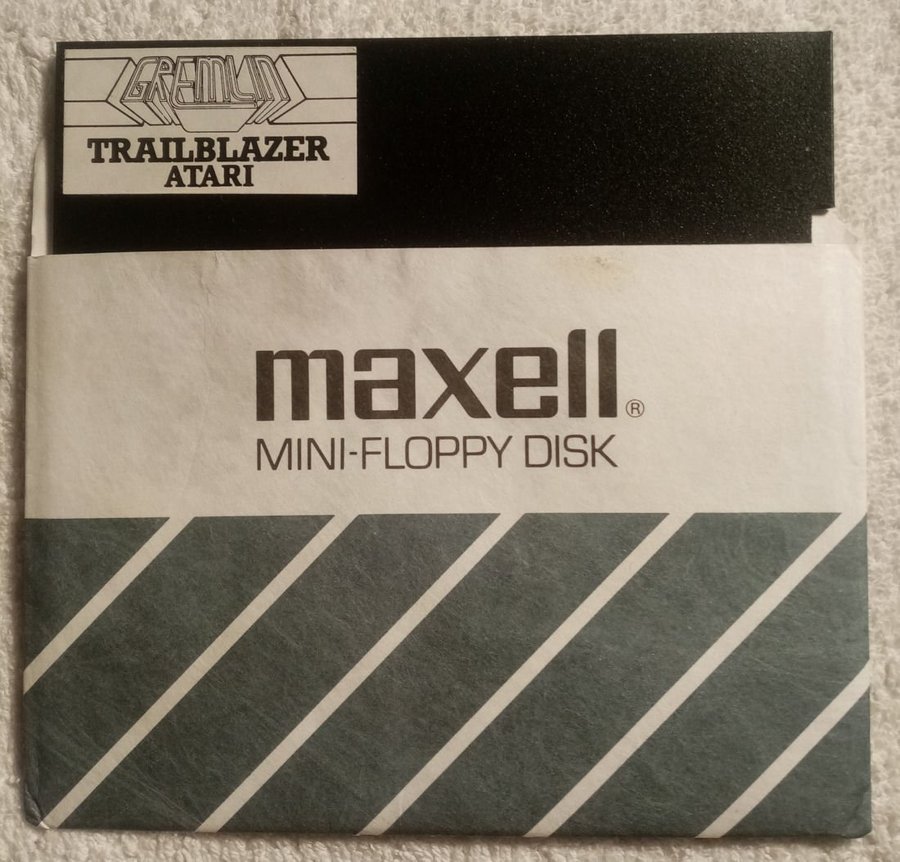 GREMLIN
TRAILBLAZER
ATARI
maxell®
MINI-FLOPPY DISK